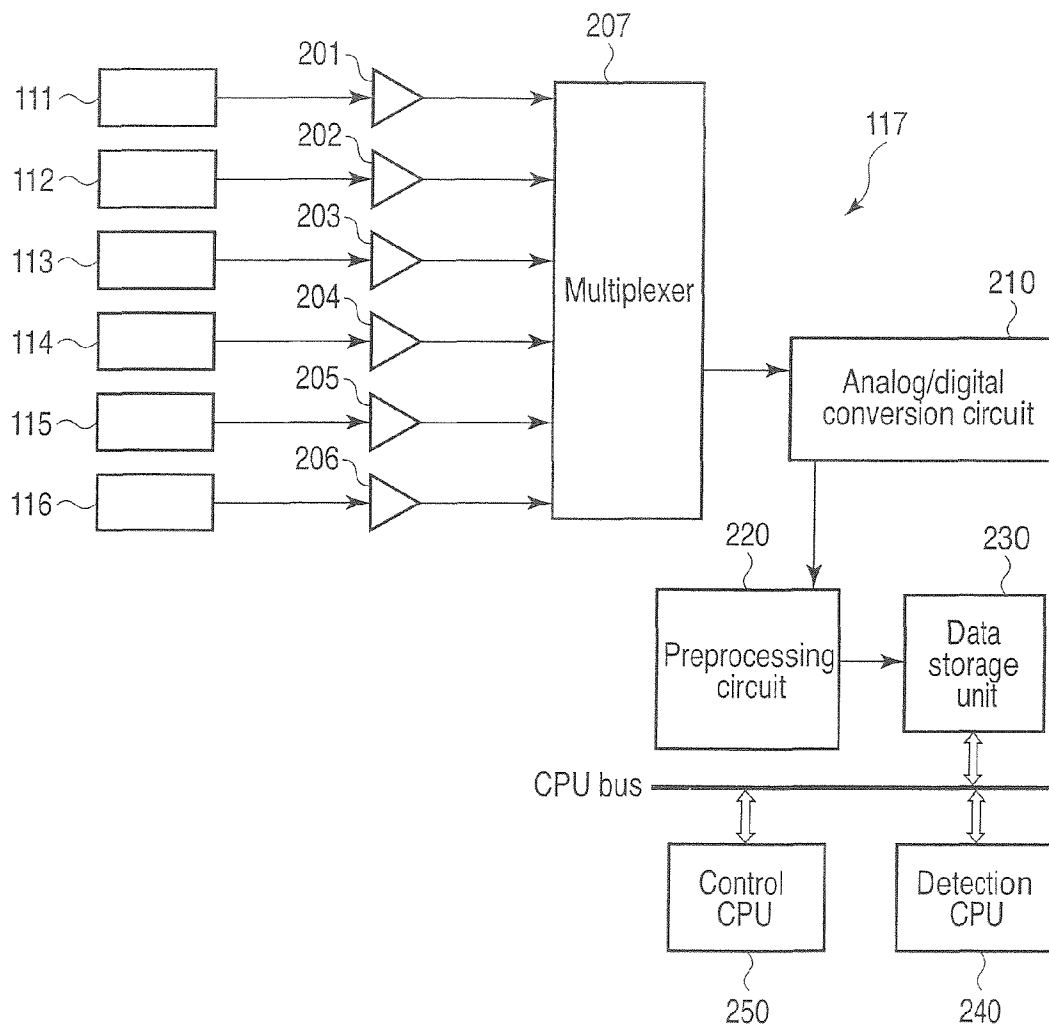 207
201
111
202
112
117
203
113
Multiplexer
204
114
210
Analog/digital
conversion circuit
205
115
206
116
220
230
Preprocessing
circuit
Data
storage
unit
CPU bus
Control
CPU
Detection
CPU
250
240